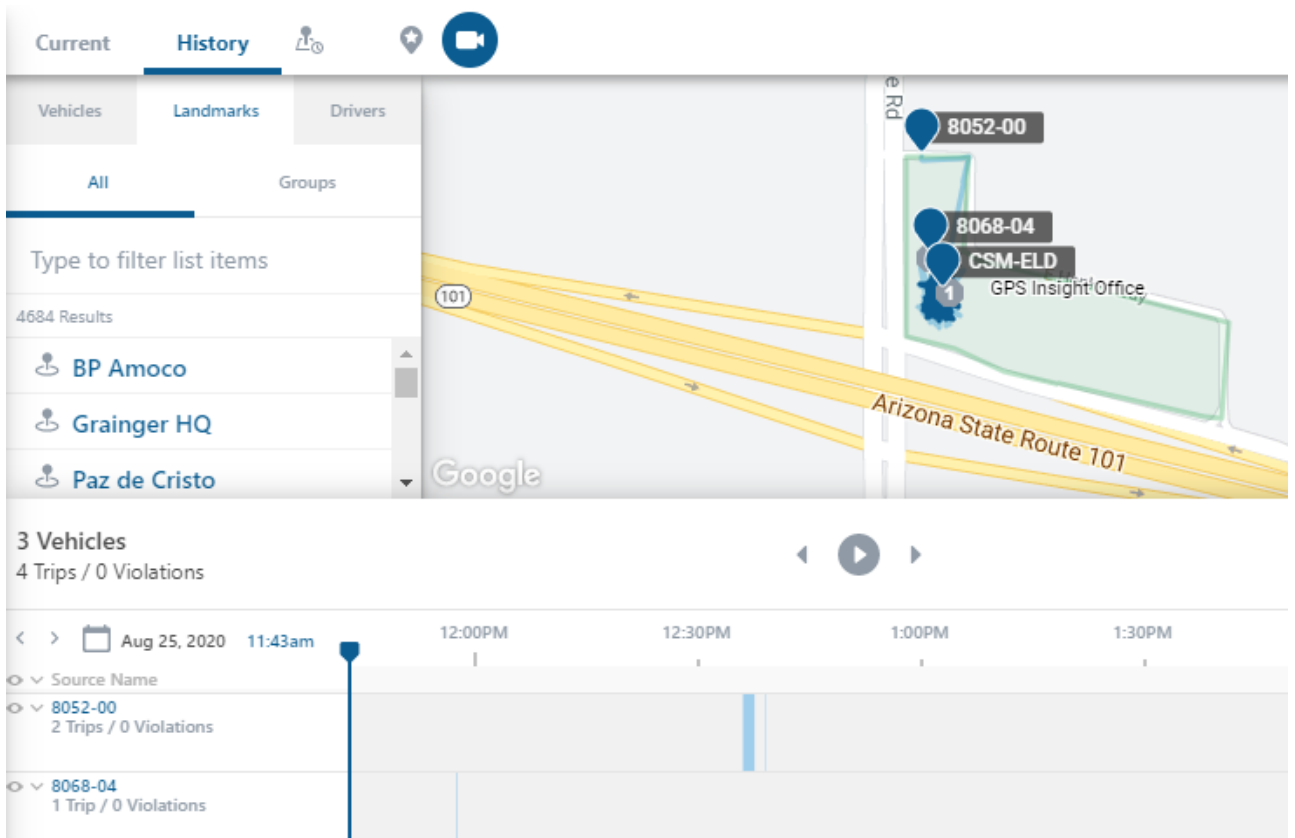 Current
History
Vehicles
Landmarks
Drivers
All
Groups
Type to filter list items
4684 Results
BP Amoco
Grainger HQ
Paz de Cristo
e Rd
8052-00
8068-04
CSM-ELD
1
GPS Insight Office
101
Arizona State Route 101
Google
3 Vehicles
4 Trips / 0 Violations
Aug 25, 2020 11:43am
12:00PM
12:30PM
1:00PM
1:30PM
Source Name
8052-00
2 Trips / 0 Violations
8068-04
1 Trip / 0 Violations